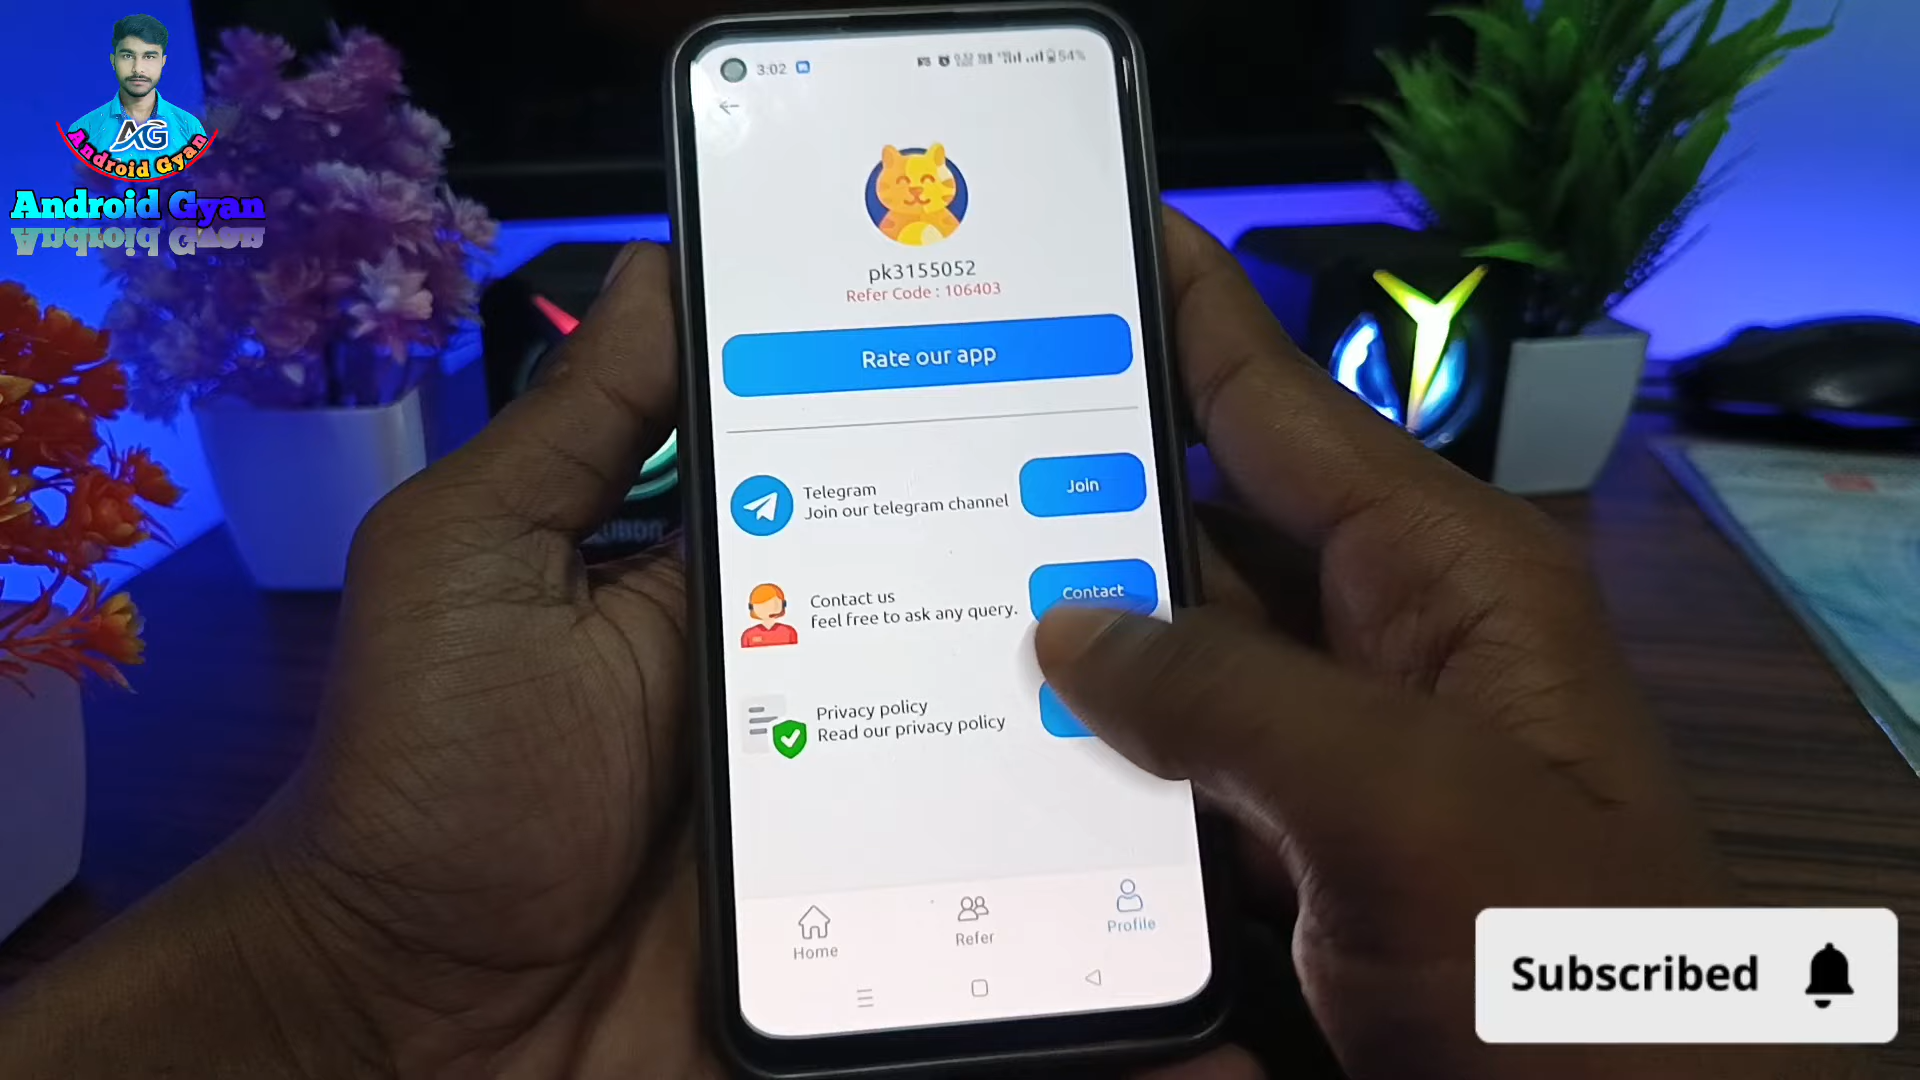 AG
Android Gyan
Android Gyan
3:02
54%
pk3155052
Refer Code : 106403
Rate our app
Telegram
Join our telegram channel
Join
Contact us
feel free to ask any query.
Contact
Privacy policy
Read our privacy policy
Home
Refer
Profile
Subscribed